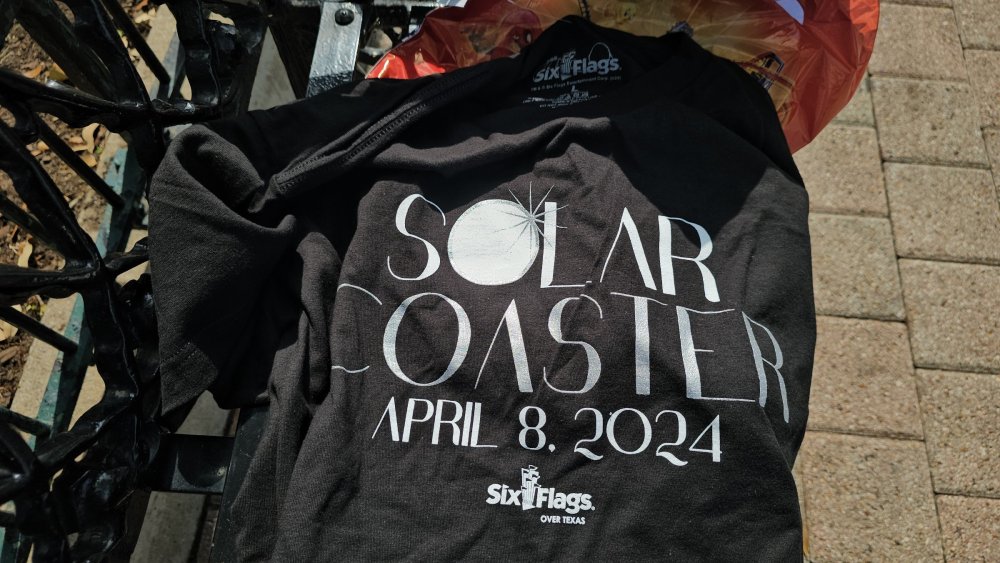 Six Flags
L
SOLAR
COASTER
APRIL 8, 2024
Six Flags
OVER TEXAS